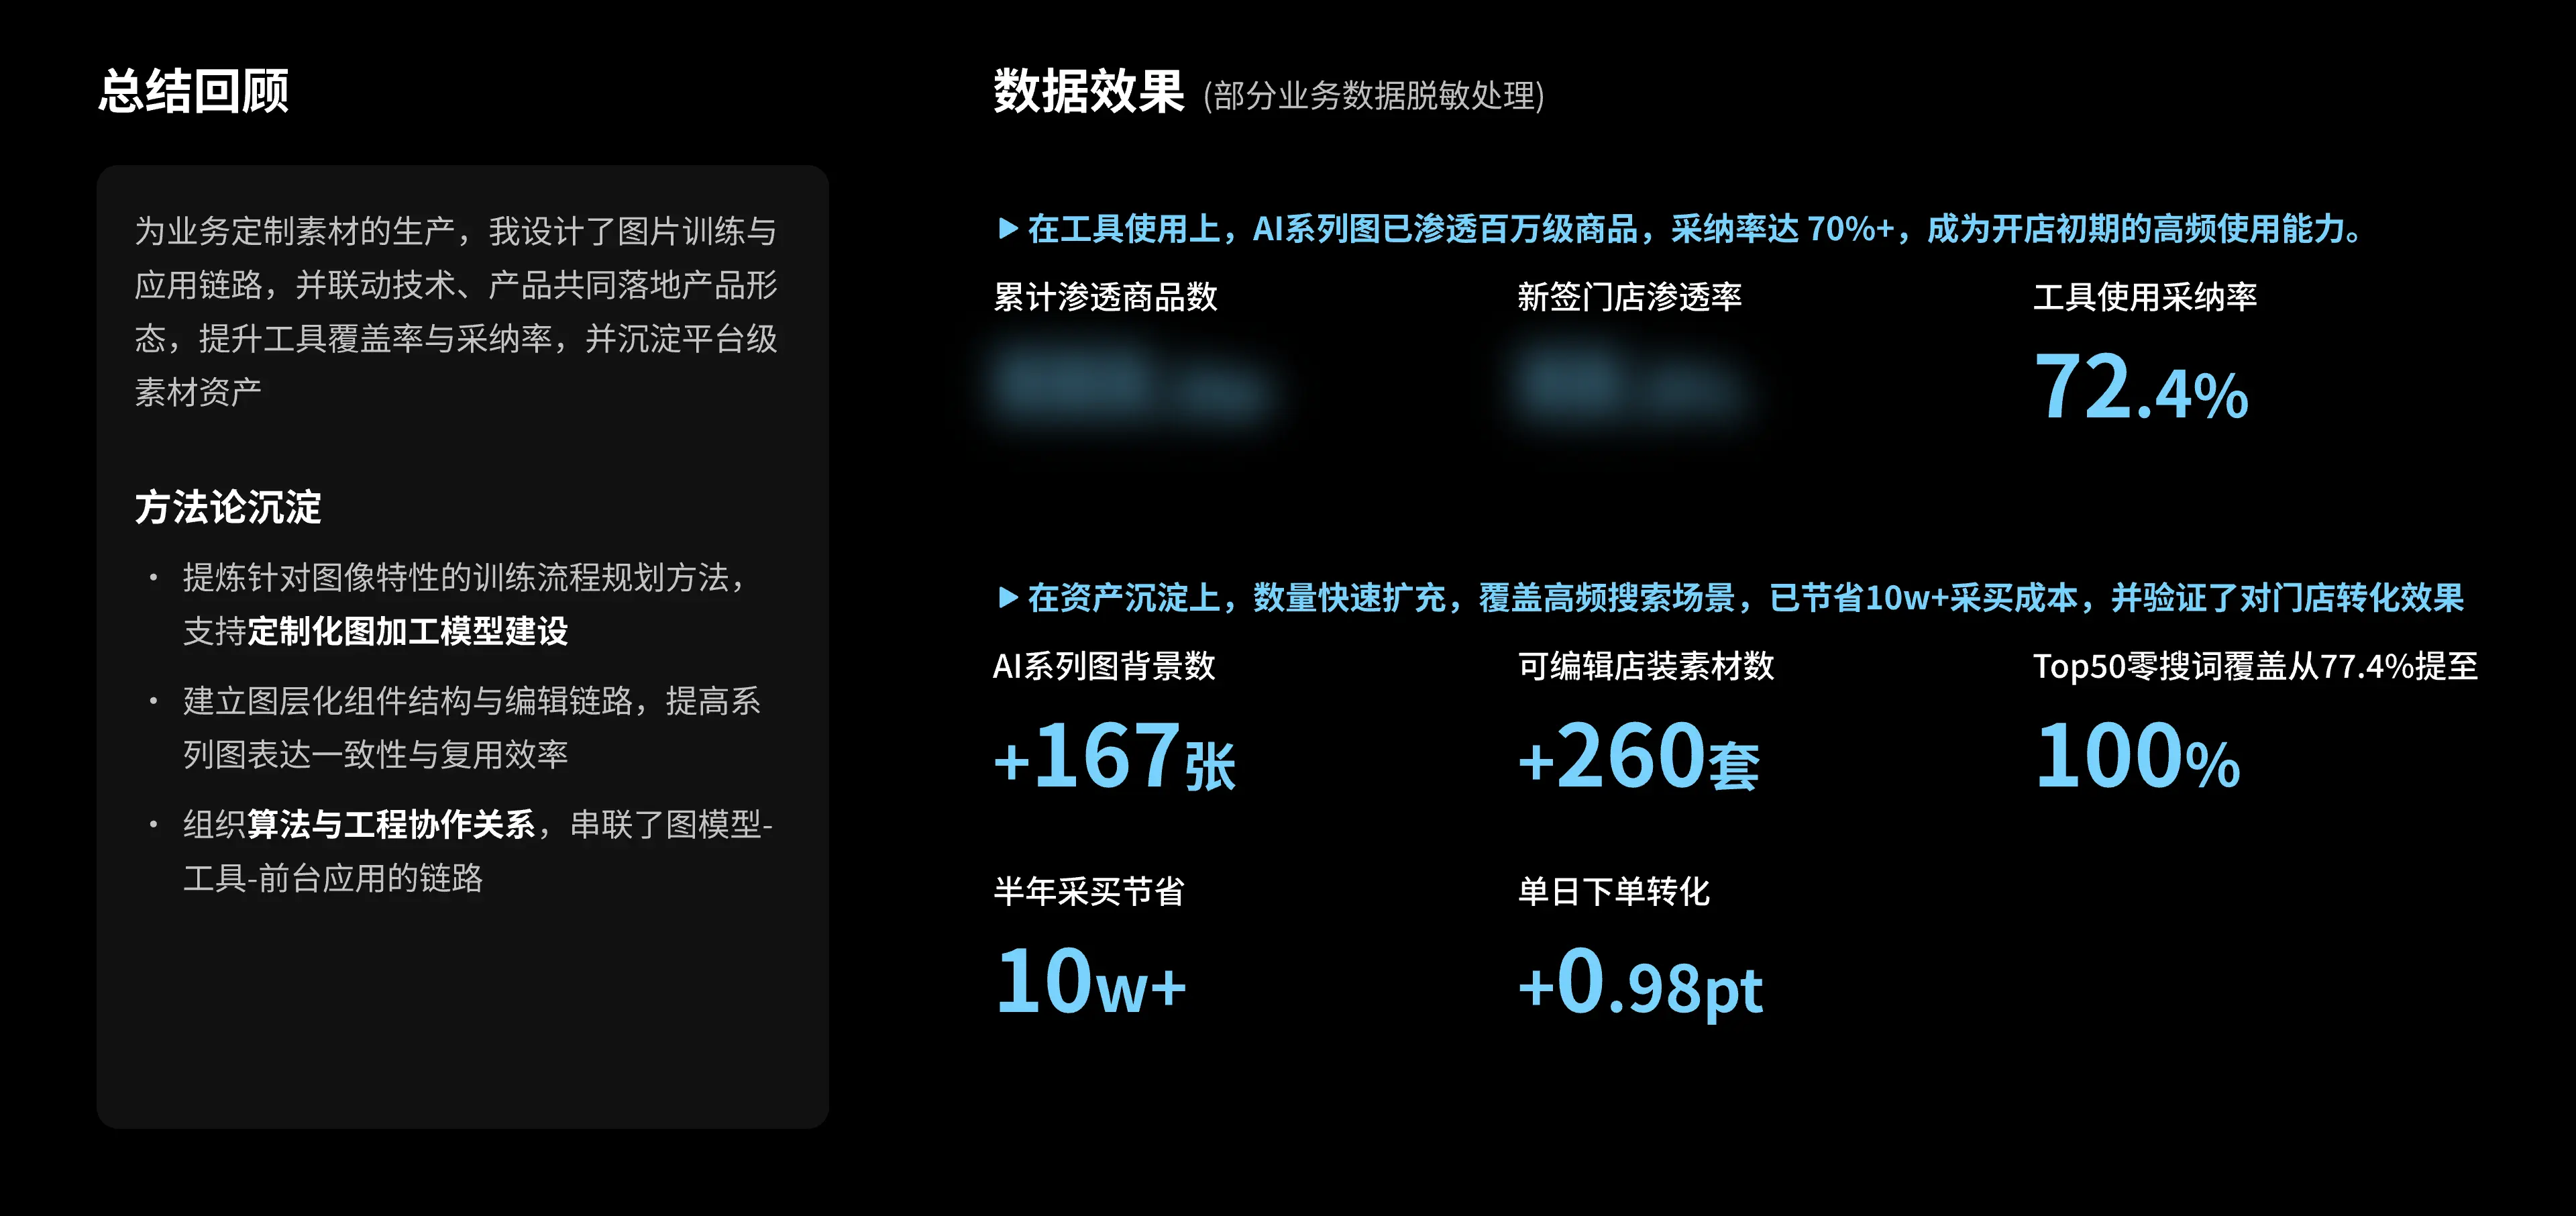 总结回顾
为业务定制素材的生产，我设计了图片训练与
应用链路，并联动技术、产品共同落地产品形
态，提升工具覆盖率与采纳率，并沉淀平台级
素材资产
方法论沉淀
• 提炼针对图像特性的训练流程规划方法，
支持定制化图加工模型建设
• 建立图层化组件结构与编辑链路，提高系
列图表达一致性与复用效率
• 组织算法与工程协作关系，串联了图模型-
工具-前台应用的链路
数据效果 (部分业务数据脱敏处理)
▶在工具使用上，AI系列图已渗透百万级商品，采纳率达 70%+，成为开店初期的高频使用能力。
累计渗透商品数
新签门店渗透率
工具使用采纳率
72.4%
▶在资产沉淀上，数量快速扩充，覆盖高频搜索场景，已节省10w+采买成本，并验证了对门店转化效果
AI系列图背景数
+167张
可编辑店装素材数
+260套
Top50零搜词覆盖从77.4%提至
100%
半年采买节省
10w+
单日下单转化
+0.98pt